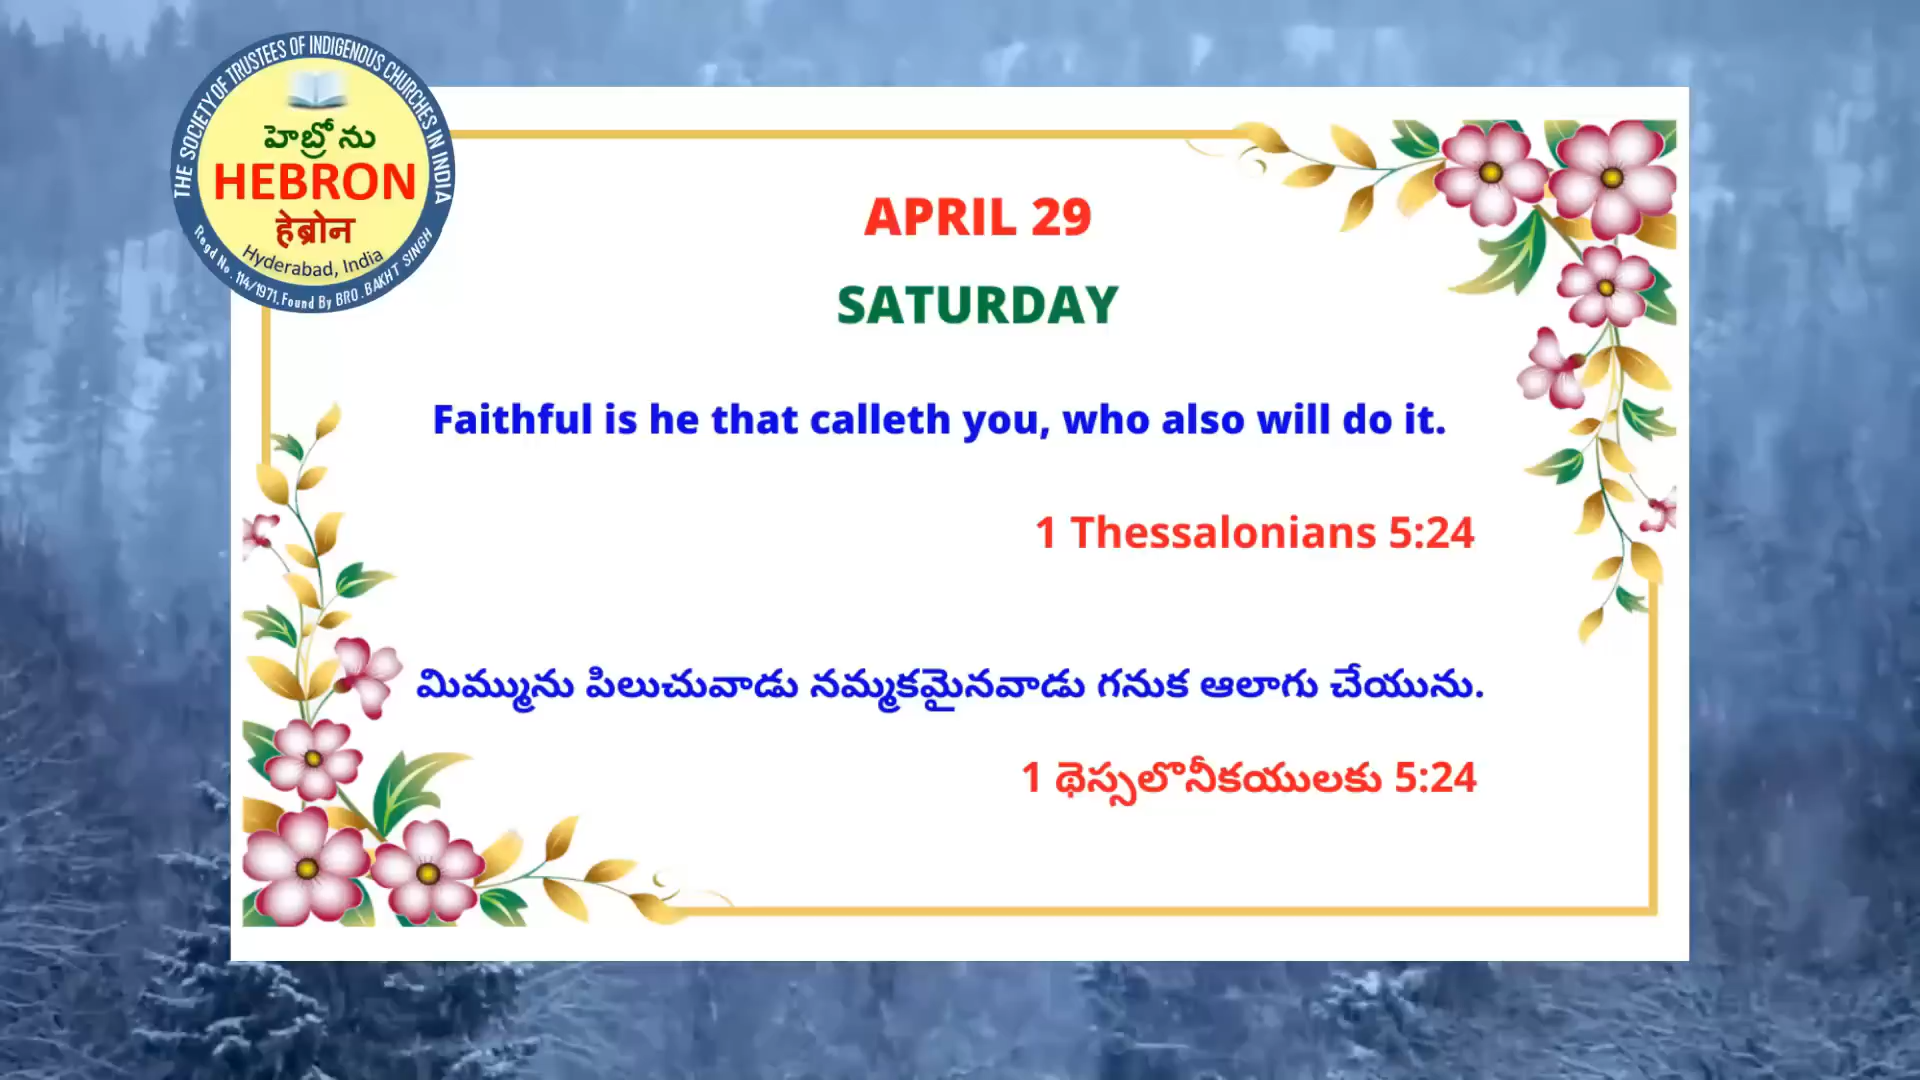 THE SOCIETY OF TRUSTEES OF INDIGENOUS CHURCHES IN INDIA
హెబ్రోను
HEBRON
हेब्रोन
Hyderabad, India
Regd No. 114/1971, Found By BRO. BAKHT SINGH
APRIL 29
SATURDAY
Faithful is he that calleth you, who also will do it.
1 Thessalonians 5:24
మిమ్మును పిలుచువాడు నమ్మకమైనవాడు గనుక ఆలాగు చేయును.
1 థెస్సలొనీకయులకు 5:24